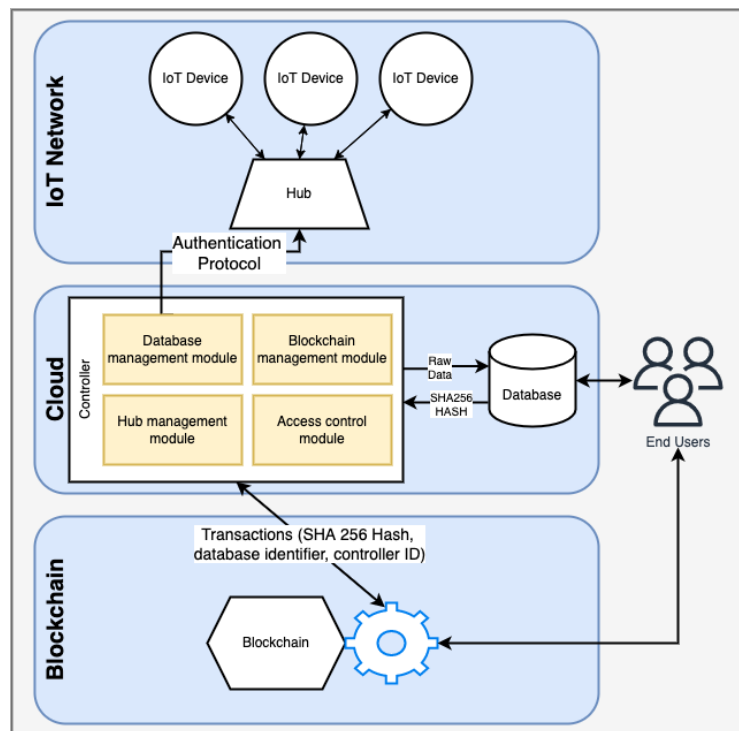 IoT Network
IoT Device
IoT Device
IoT Device
Hub
Authentication
Protocol
Cloud
Controller
Database
management module
Blockchain
management module
Hub management
module
Access control
module
Raw
Data
SHA256
HASH
Database
End Users
Transactions (SHA 256 Hash,
database identifier, controller ID)
Blockchain
Blockchain